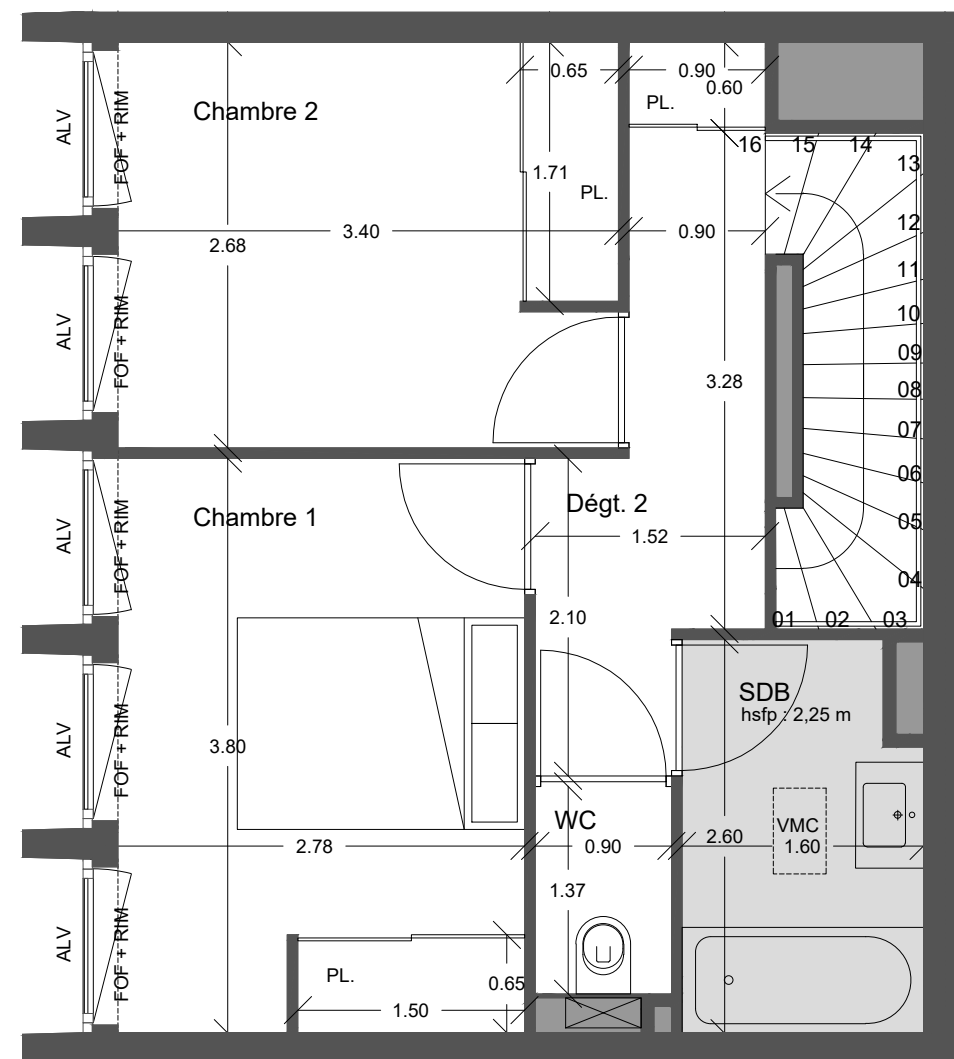 0.65
0.90
0.60
PL.
Chambre 2
ALV
FOF + RIM
16
15
14
13
1.71
PL.
12
3.40
0.90
2.68
11
ALV
FOF + RIM
10
09
3.28
08
07
06
Chambre 1
Dégt. 2
05
ALV
FOF + RIM
1.52
04
2.10
01
02
03
SDB
hsfp : 2,25 m
ALV
FOF + RIM
3.80
WC
VMC
2.78
0.90
2.60
1.60
1.37
ALV
FOF + RIM
PL.
0.65
1.50